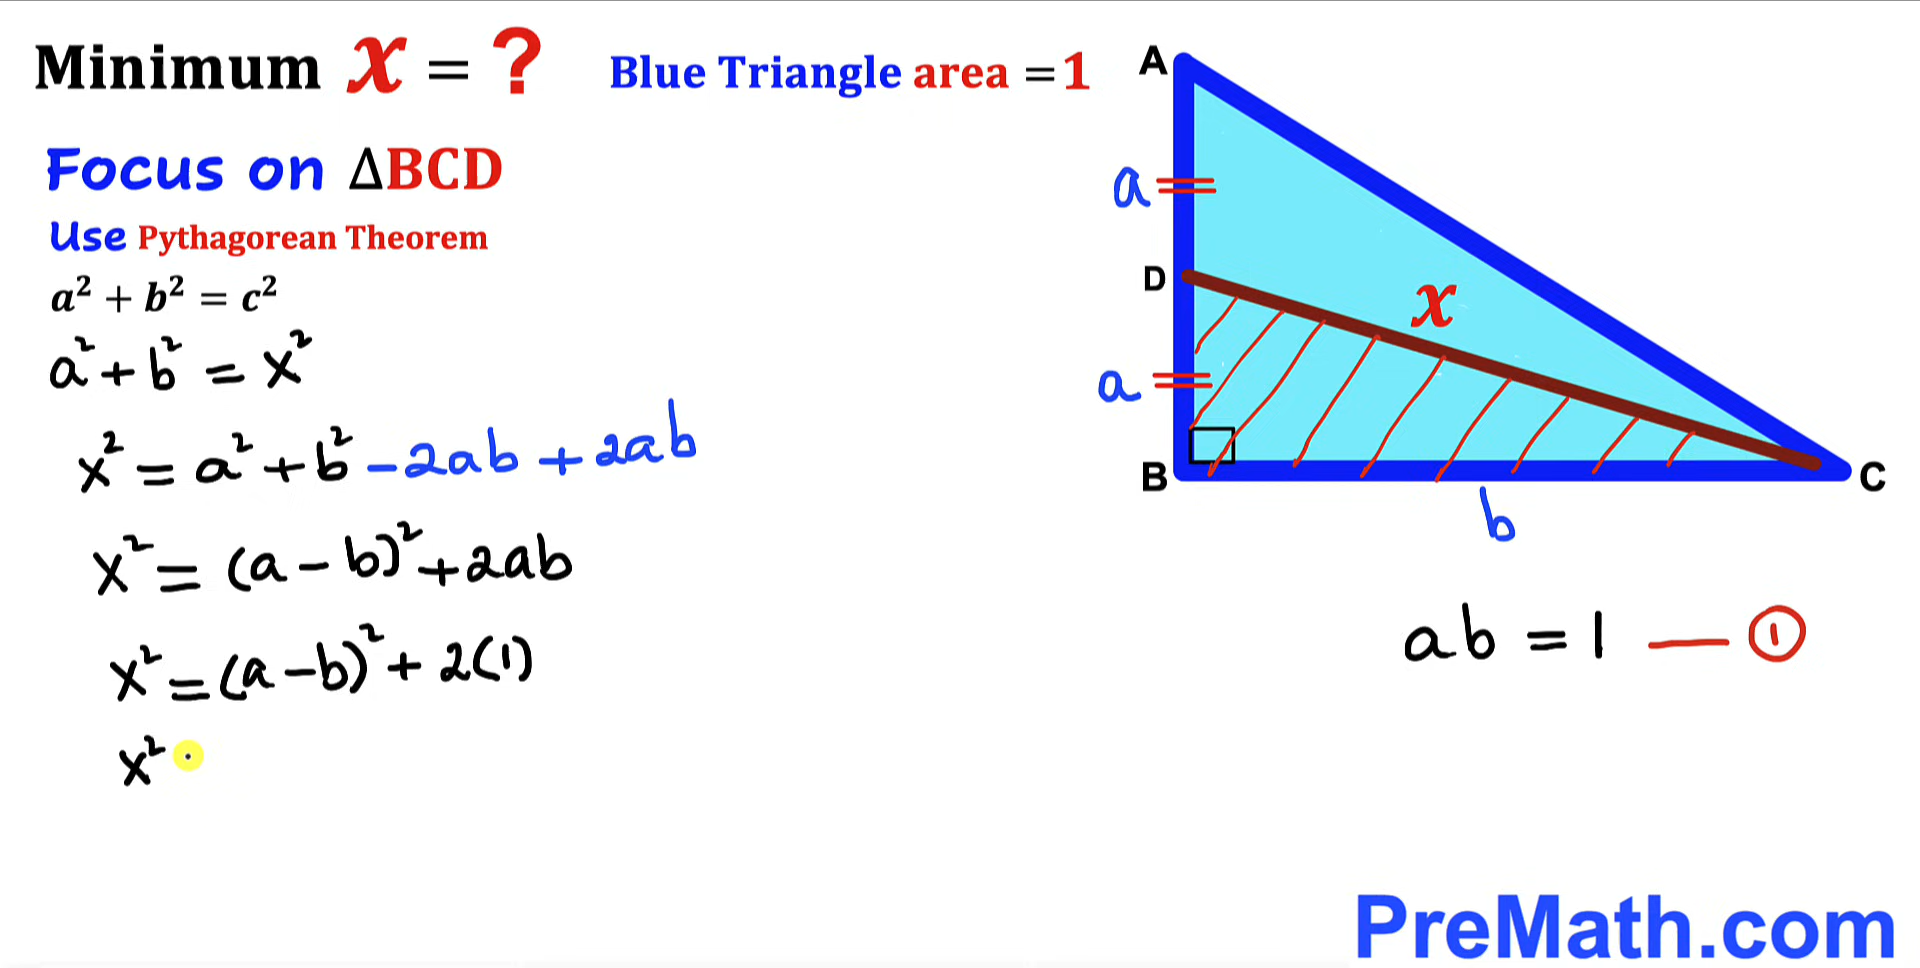 Minimum x = ?
Blue Triangle area = 1
Focus on ΔBCD
Use Pythagorean Theorem
a² + b² = c²
a² + b² = x²
x² = a² + b² - 2ab + 2ab
x² = (a - b)² + 2ab
x² = (a - b)² + 2(1)
x²
A
a
D
x
a
B
C
b
ab = 1 — ①
PreMath.com